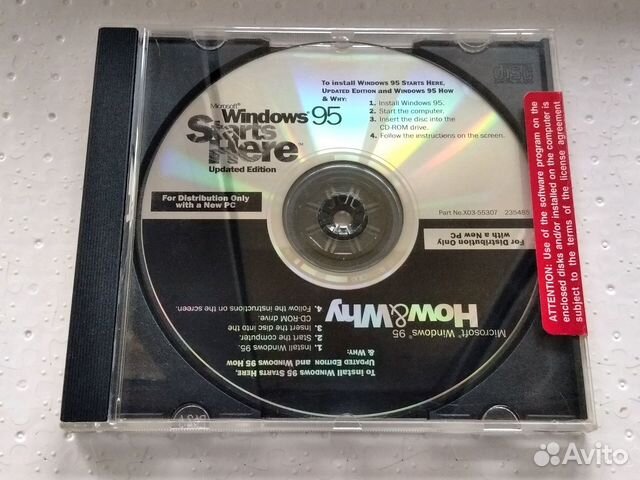 To install Windows 95 Starts Here,
Updated Edition and Windows 95 How
& Why:
1. Install Windows 95.
2. Start the computer.
3. Insert the disc into the
CD-ROM drive.
4. Follow the instructions on the screen.
Microsoft®
Windows® 95
Starts
Here™
Updated Edition
For Distribution Only
with a New PC
Part No.X03-55307 235485
For Distribution Only
with a New PC
Microsoft® Windows® 95
How&Why
To install Windows 95 Starts Here,
Updated Edition and Windows 95 How
& Why:
1. Install Windows 95.
2. Start the computer.
3. Insert the disc into the
CD-ROM drive.
4. Follow the instructions on the screen.
ATTENTION: Use of the software program on the
enclosed disks and/or installed on the computer is
subject to the terms of the license agreement
disc
Avito